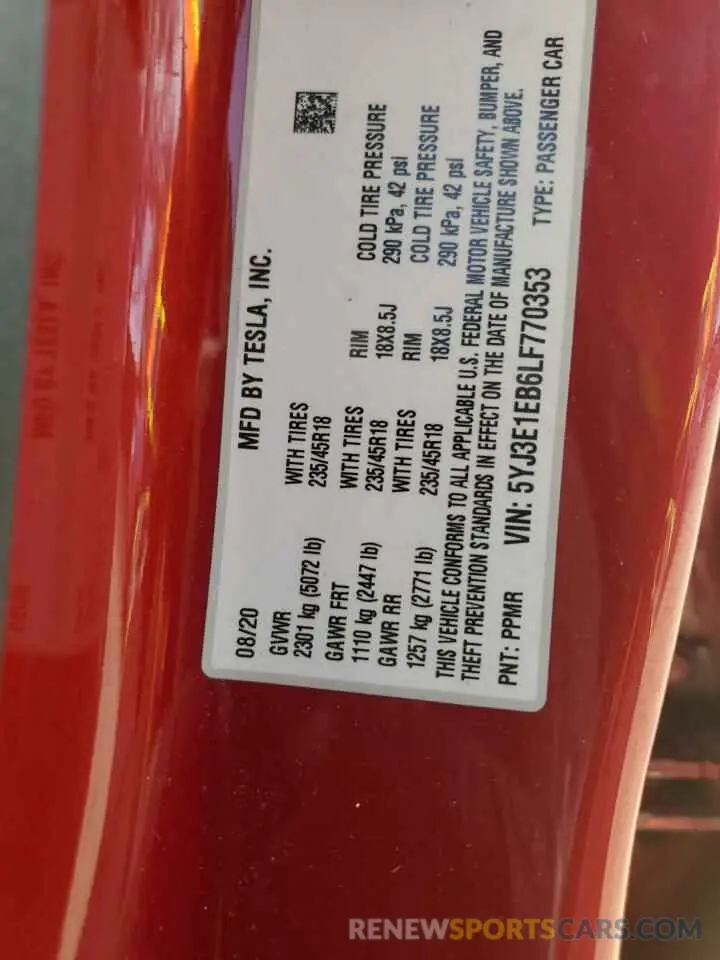 08/20 MFD BY TESLA, INC.
GVWR WITH TIRES RIM COLD TIRE PRESSURE
2301 kg (5072 lb) 235/45R18 18X8.5J 290 kPa, 42 psi
GAWR FRT WITH TIRES RIM COLD TIRE PRESSURE
1110 kg (2447 lb) 235/45R18 18X8.5J 290 kPa, 42 psi
GAWR RR WITH TIRES
1257 kg (2771 lb) 235/45R18
THIS VEHICLE CONFORMS TO ALL APPLICABLE U.S. FEDERAL MOTOR VEHICLE SAFETY, BUMPER, AND
THEFT PREVENTION STANDARDS IN EFFECT ON THE DATE OF MANUFACTURE SHOWN ABOVE.
PNT: PPMR VIN: 5YJ3E1EB6LF770353 TYPE: PASSENGER CAR
RENEWSPORTSCARS.COM